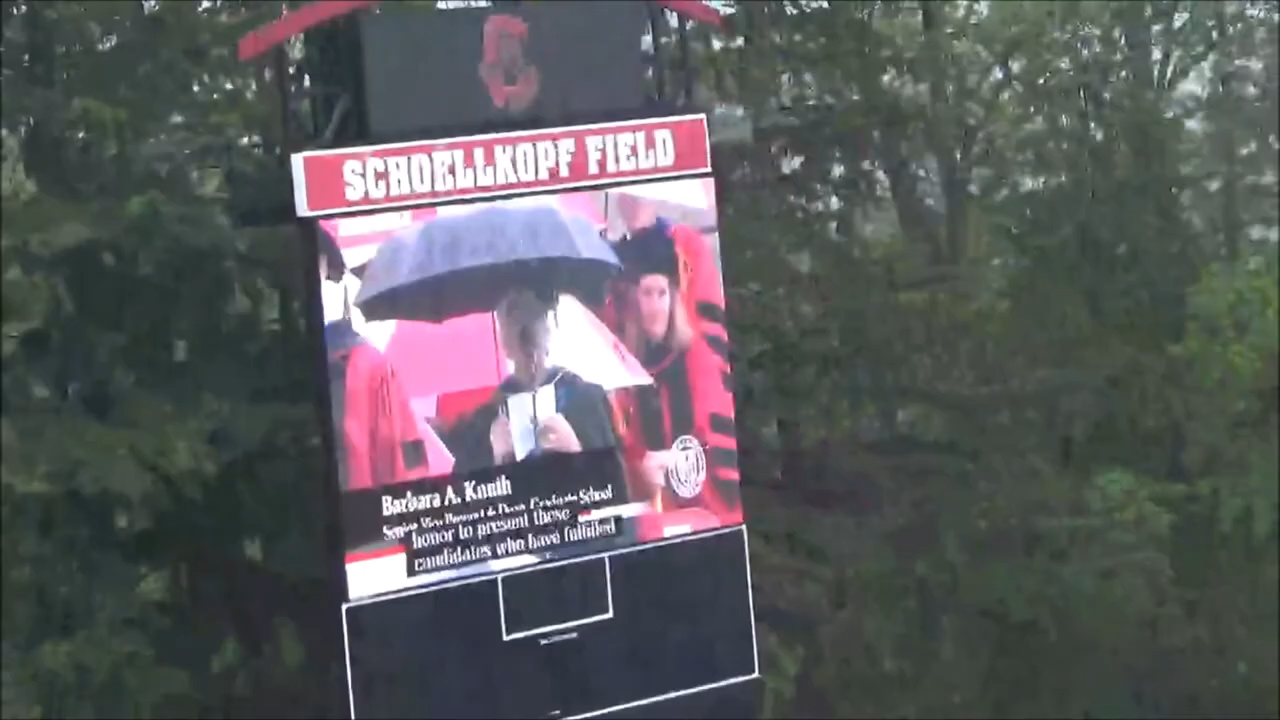 C
SCHOELLKOPF FIELD
Barbara A. Knuth
Senior Vice Provost & Dean, Graduate School
honor to present these
candidates who have fulfilled